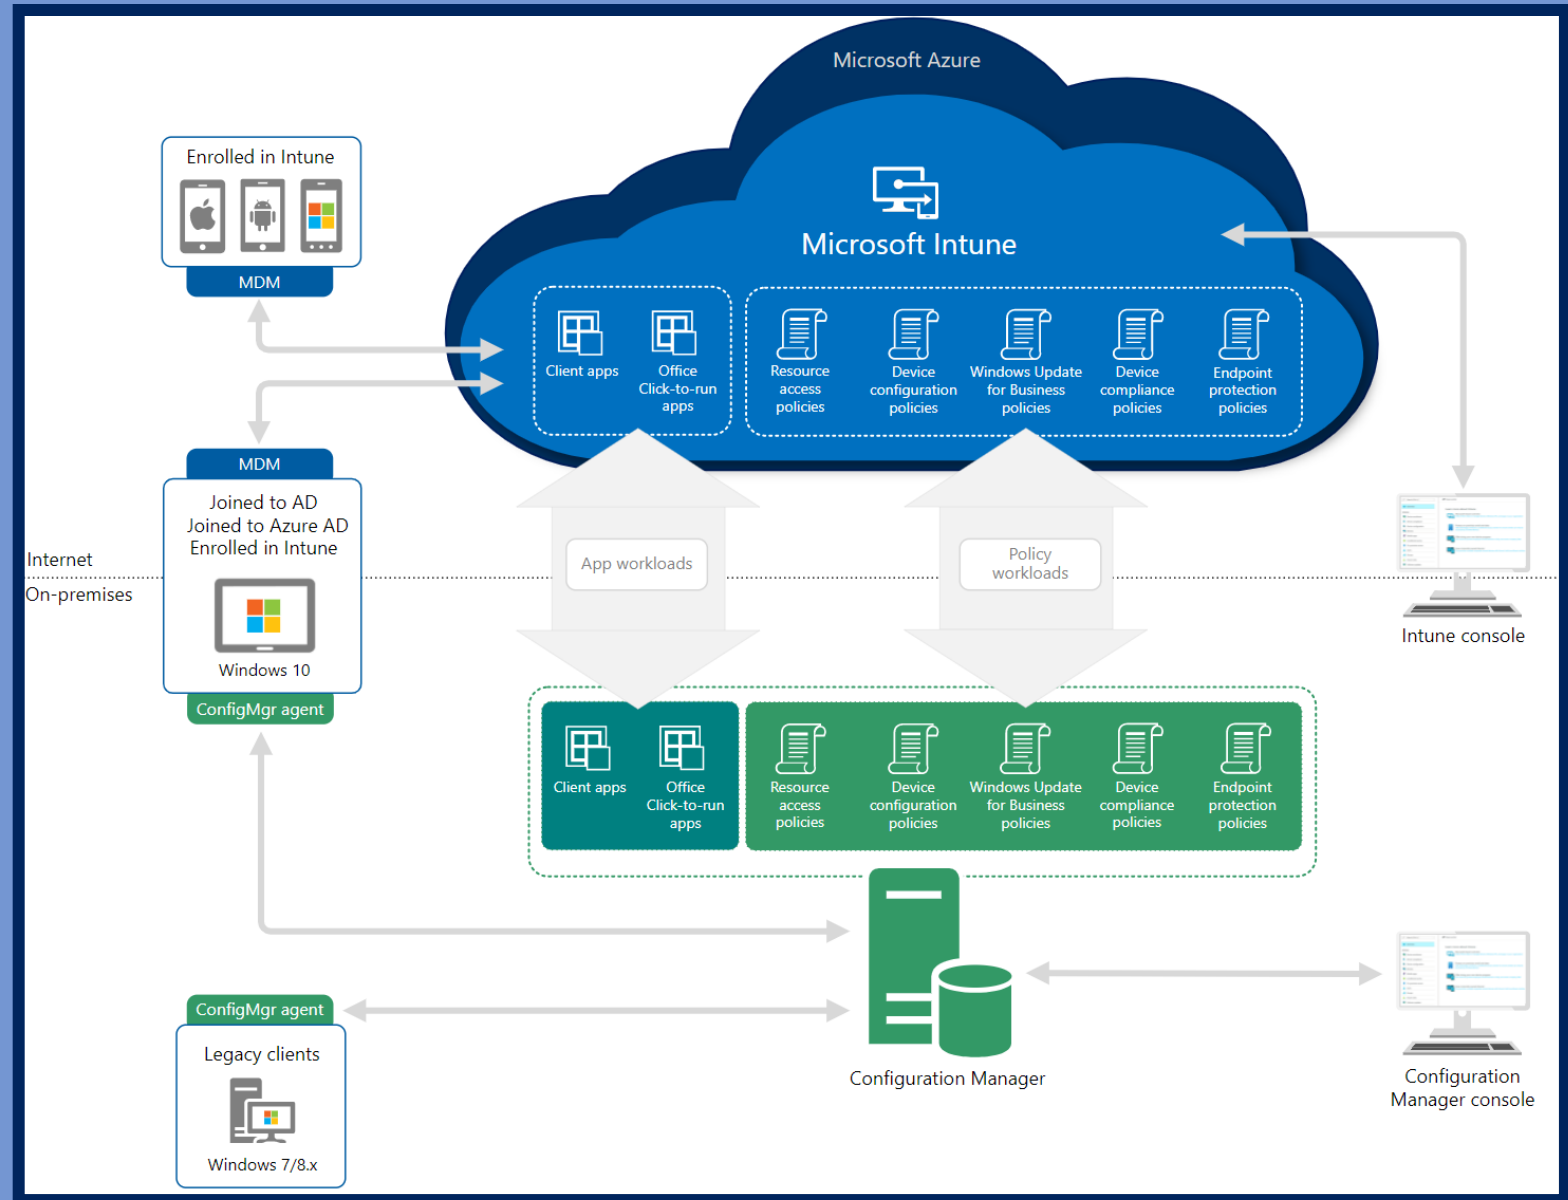 Microsoft Azure
Enrolled in Intune
MDM
Microsoft Intune
Client apps
Office
Click-to-run
apps
Resource
access
policies
Device
configuration
policies
Windows Update
for Business
policies
Device
compliance
policies
Endpoint
protection
policies
MDM
Joined to AD
Joined to Azure AD
Enrolled in Intune
Windows 10
ConfigMgr agent
Internet
On-premises
App workloads
Policy
workloads
Intune console
Client apps
Office
Click-to-run
apps
Resource
access
policies
Device
configuration
policies
Windows Update
for Business
policies
Device
compliance
policies
Endpoint
protection
policies
ConfigMgr agent
Legacy clients
Windows 7/8.x
Configuration Manager
Configuration
Manager console